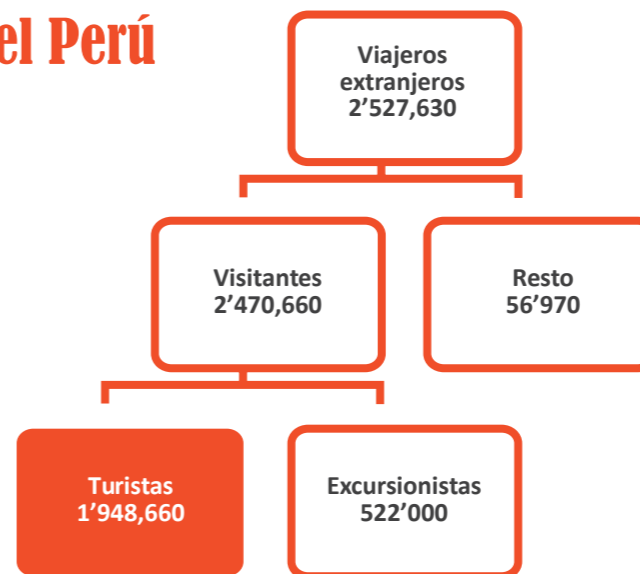 el Perú
Viajeros
extranjeros
2’527,630
Visitantes
2’470,660
Resto
56’970
Turistas
1’948,660
Excursionistas
522’000